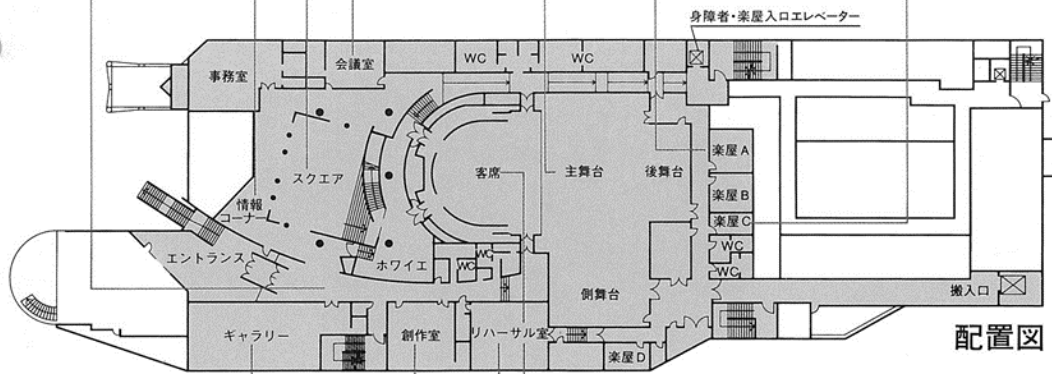 身障者・楽屋入口エレベーター
事務室
会議室
WC
WC
楽屋A
スクエア
客席
主舞台
後舞台
楽屋B
情報
コーナー
楽屋C
エントランス
ホワイエ
WC
WC
WC
WC
側舞台
搬入口
ギャラリー
創作室
リハーサル室
楽屋D
配置図